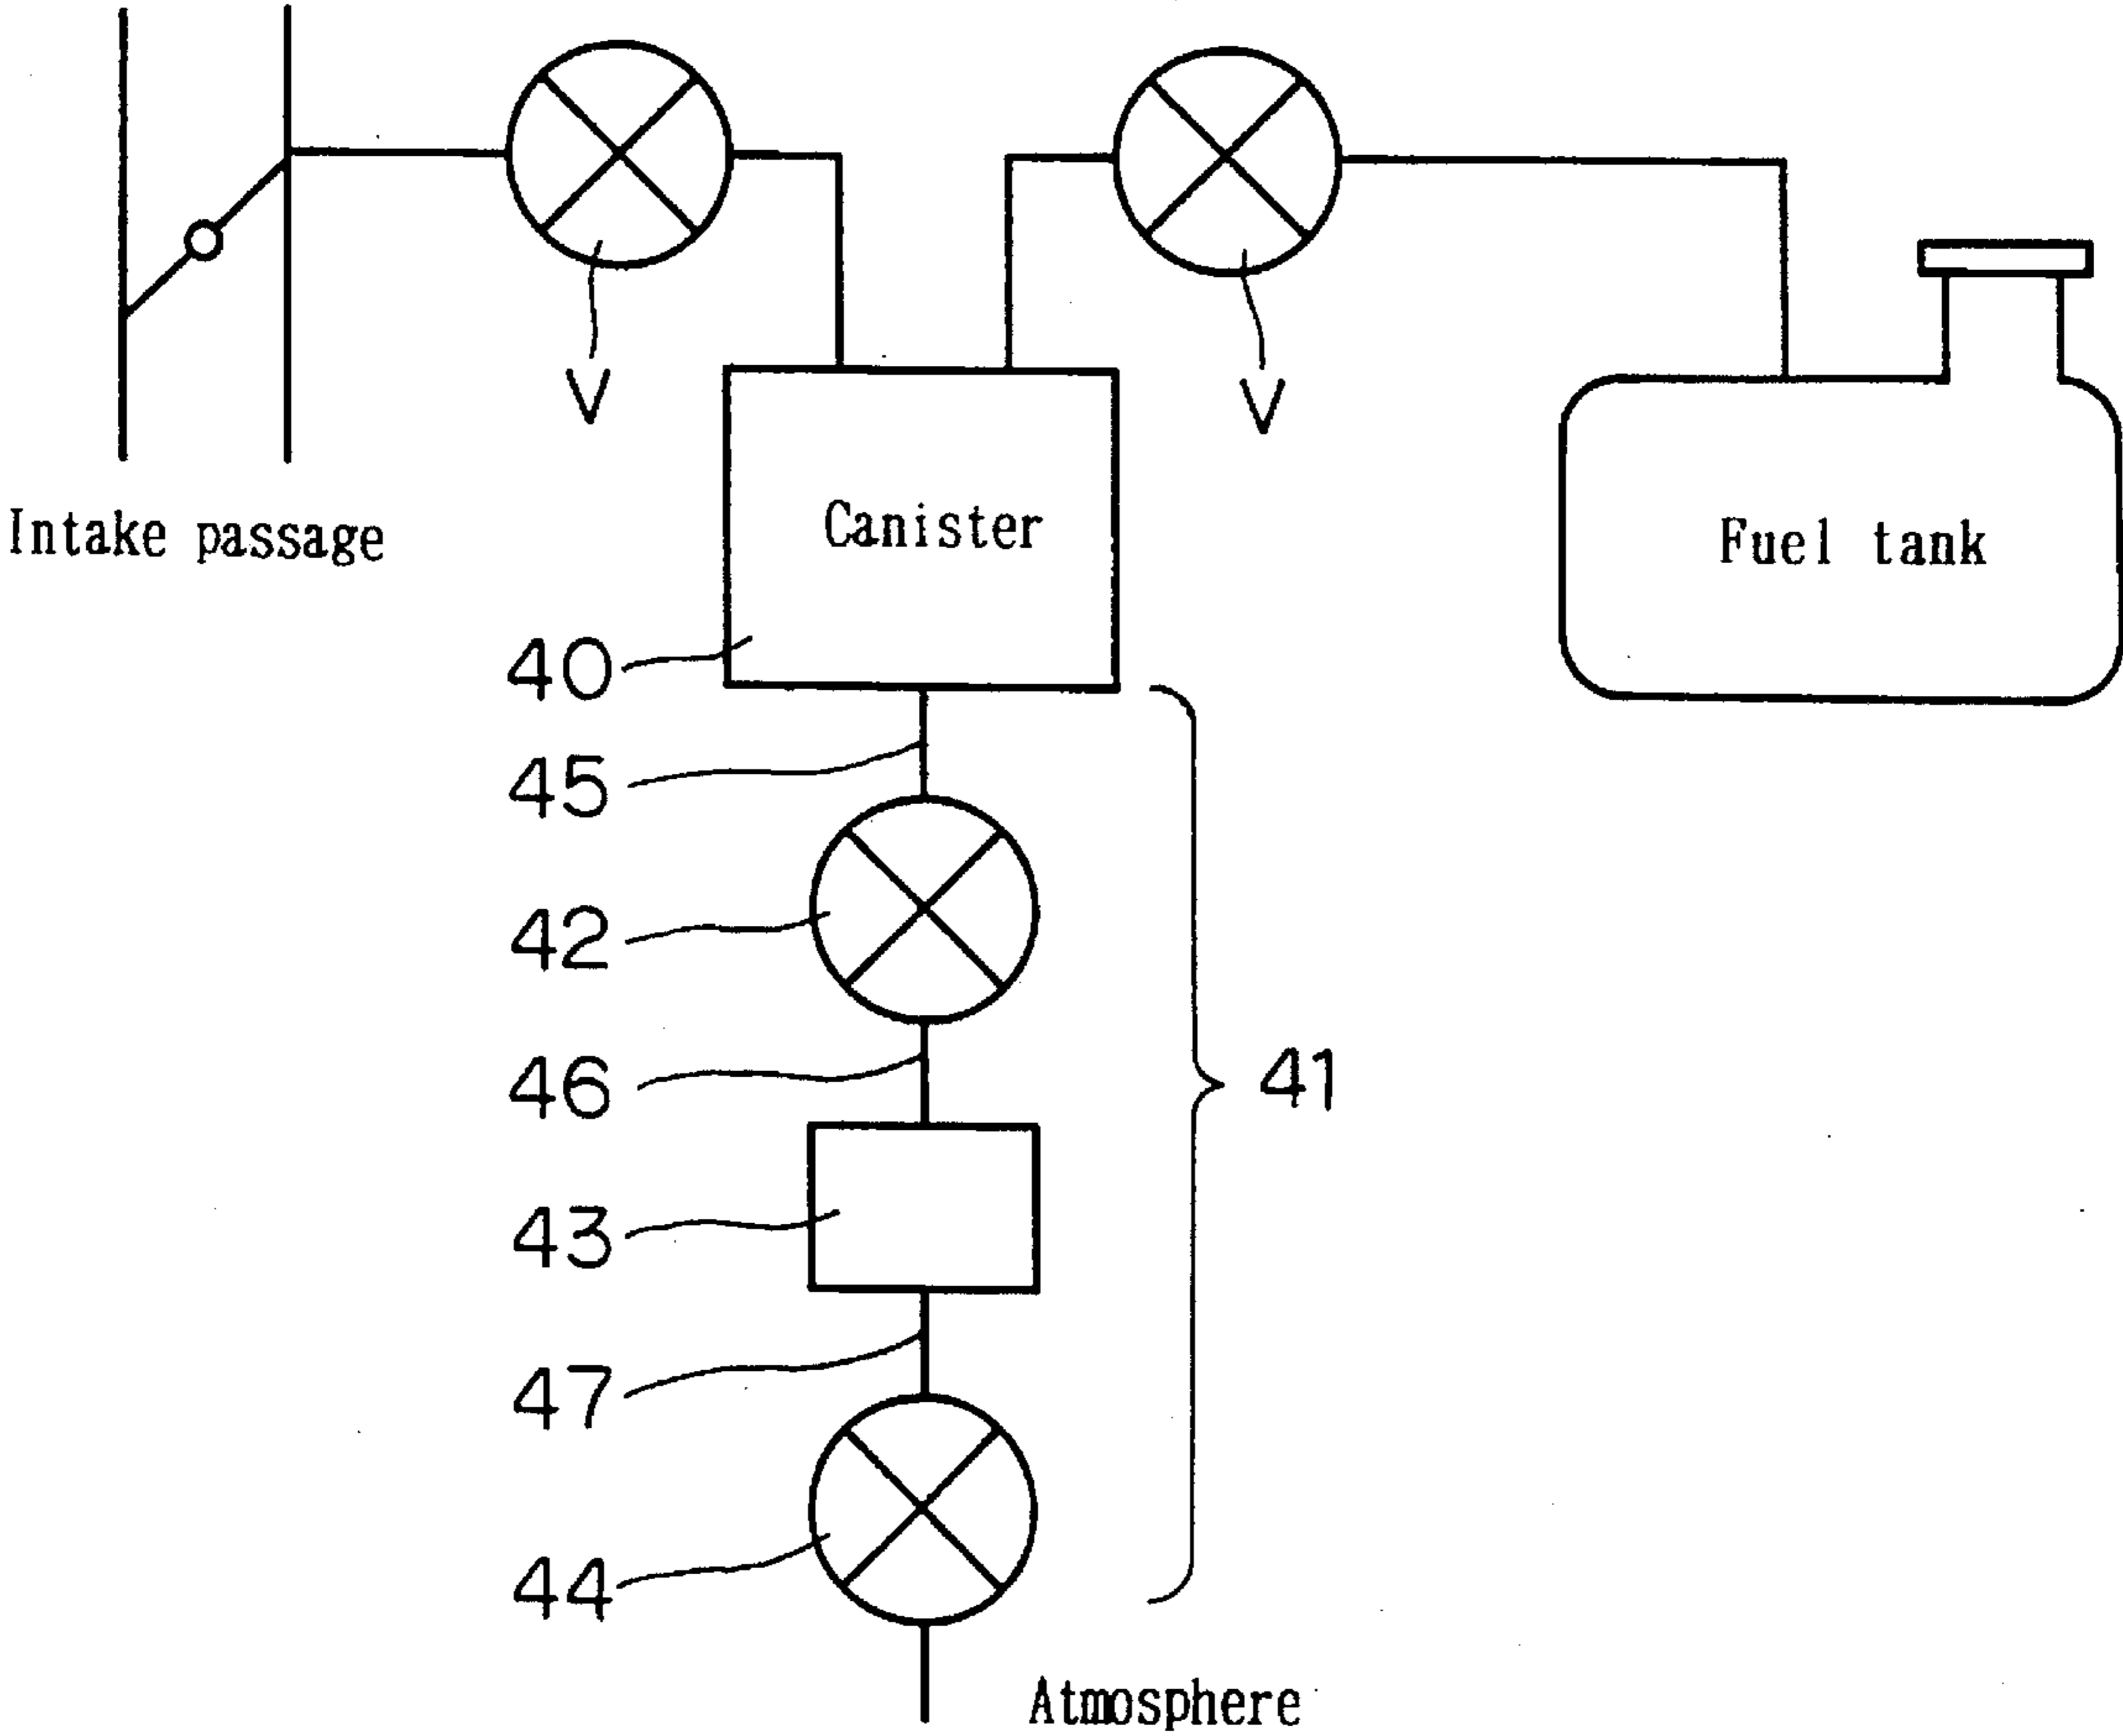 V
V
Intake passage
Canister
Fuel tank
40
45
42
46
41
43
47
44
Atmosphere